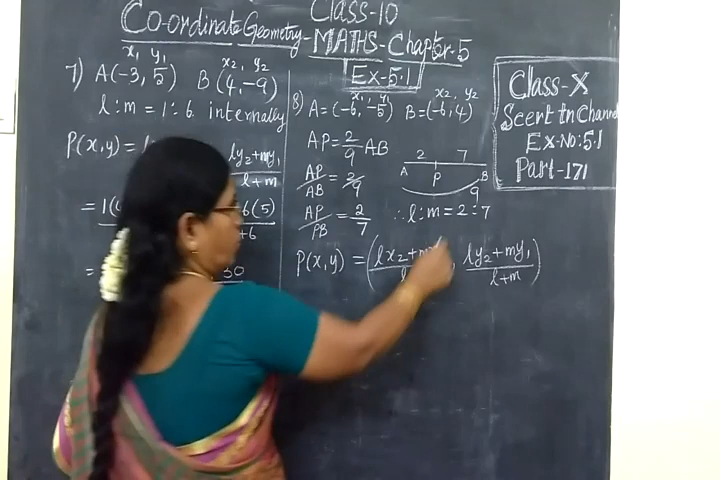 Class-10
Co-ordinate Geometry - MATHS - Chapter-5
Ex-5.1
x₁ y₁ x₂ y₂
7) A(-3, 5) B(4, -9)
l:m = 1:6 internally
P(x,y) = ly₂+my₁
l+m
= 1( 6(5)
+6
= 30
x₁ y₁ x₂ y₂
8) A=(-6, -5) B=(-6, 4)
AP = 2/9 AB
AP/AB = 2/9
AP/PB = 2/7
2 7
A P B
9
∴ l:m = 2:7
P(x,y) = (lx₂+m , ly₂+my₁ / l+m)
Class-X
Scert tn Channel
Ex-No:5.1
Part-171